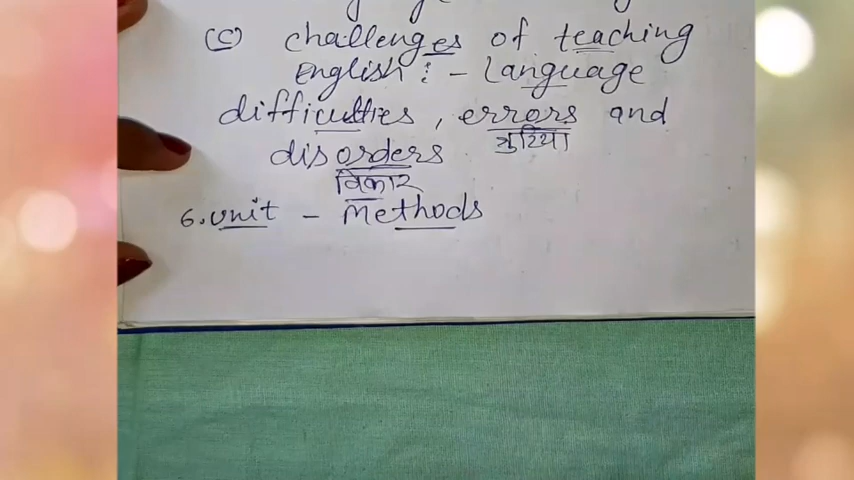 (c) challenges of teaching
English :- Language
difficulties, errors and
त्रुटिया
disorders
विकार
6. unit - Methods